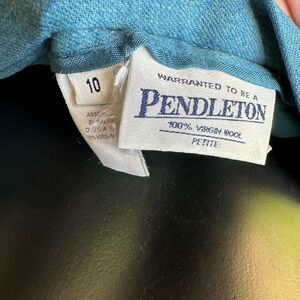 10
WARRANTED TO BE A
PENDLETON
100% VIRGIN WOOL
PETITE